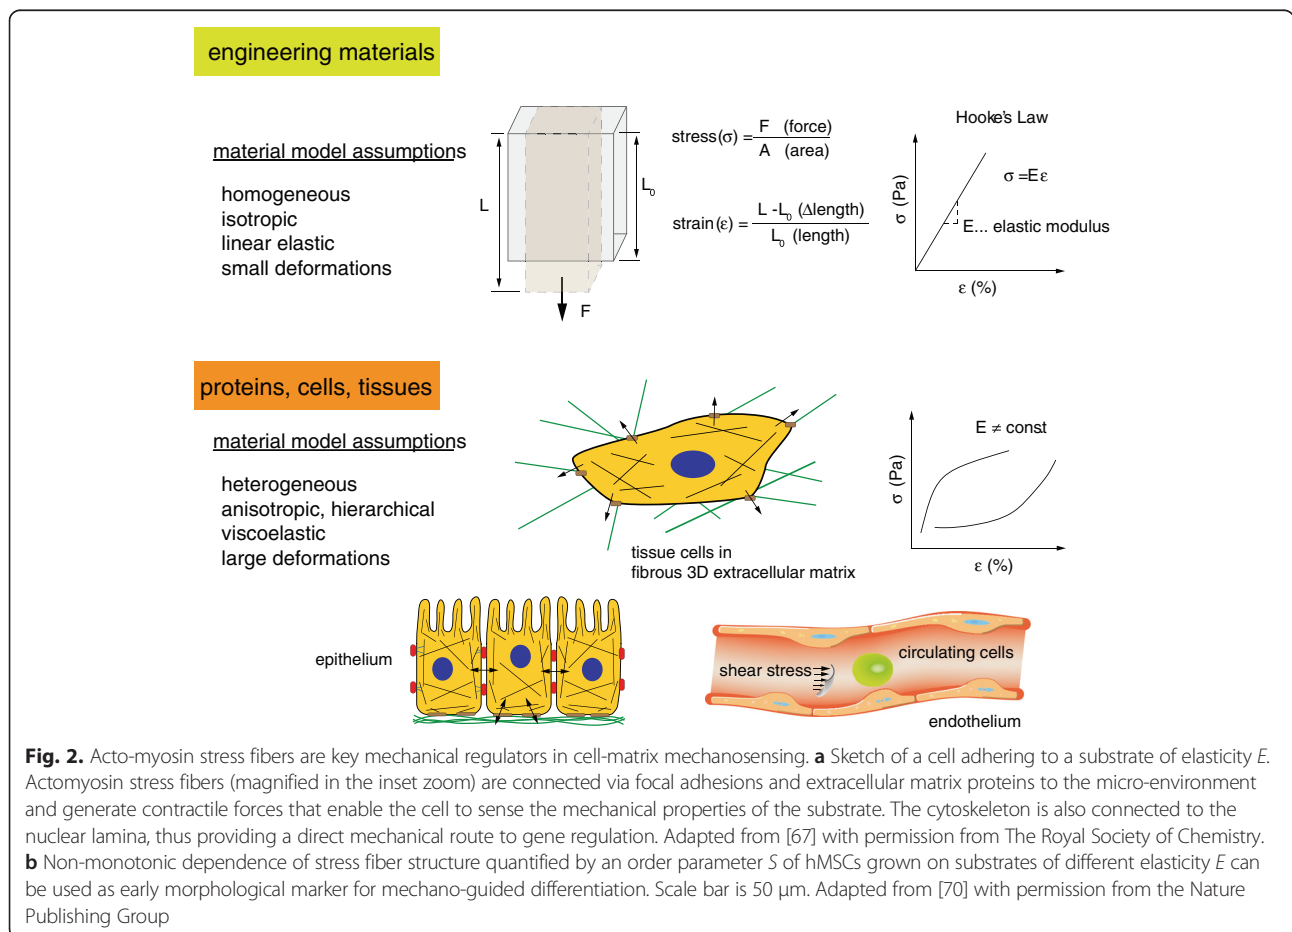 engineering materials
material model assumptions
homogeneous
isotropic
linear elastic
small deformations
L
L₀
F
stress(σ) = F (force)
A (area)
strain(ε) = L -L₀ (Δlength)
L₀ (length)
Hooke's Law
σ (Pa)
σ =Eε
E... elastic modulus
ε (%)
proteins, cells, tissues
material model assumptions
heterogeneous
anisotropic, hierarchical
viscoelastic
large deformations
tissue cells in
fibrous 3D extracellular matrix
E ≠ const
σ (Pa)
ε (%)
epithelium
shear stress
circulating cells
endothelium
Fig. 2. Acto-myosin stress fibers are key mechanical regulators in cell-matrix mechanosensing. a Sketch of a cell adhering to a substrate of elasticity E.
Actomyosin stress fibers (magnified in the inset zoom) are connected via focal adhesions and extracellular matrix proteins to the micro-environment
and generate contractile forces that enable the cell to sense the mechanical properties of the substrate. The cytoskeleton is also connected to the
nuclear lamina, thus providing a direct mechanical route to gene regulation. Adapted from [67] with permission from The Royal Society of Chemistry.
b Non-monotonic dependence of stress fiber structure quantified by an order parameter S of hMSCs grown on substrates of different elasticity E can
be used as early morphological marker for mechano-guided differentiation. Scale bar is 50 μm. Adapted from [70] with permission from the Nature
Publishing Group